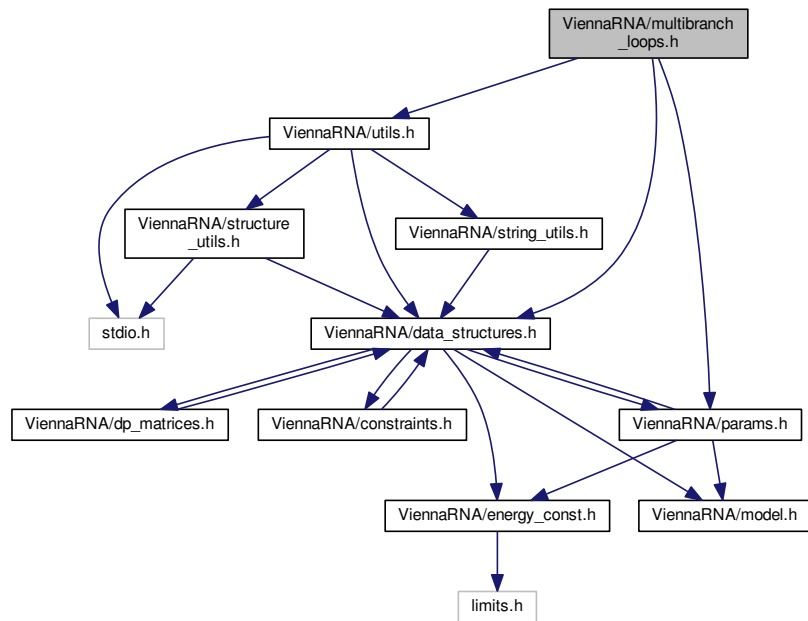 ViennaRNA/multibranch
_loops.h
ViennaRNA/utils.h
ViennaRNA/structure
_utils.h
ViennaRNA/string_utils.h
stdio.h
ViennaRNA/data_structures.h
ViennaRNA/dp_matrices.h
ViennaRNA/constraints.h
ViennaRNA/params.h
ViennaRNA/energy_const.h
ViennaRNA/model.h
limits.h